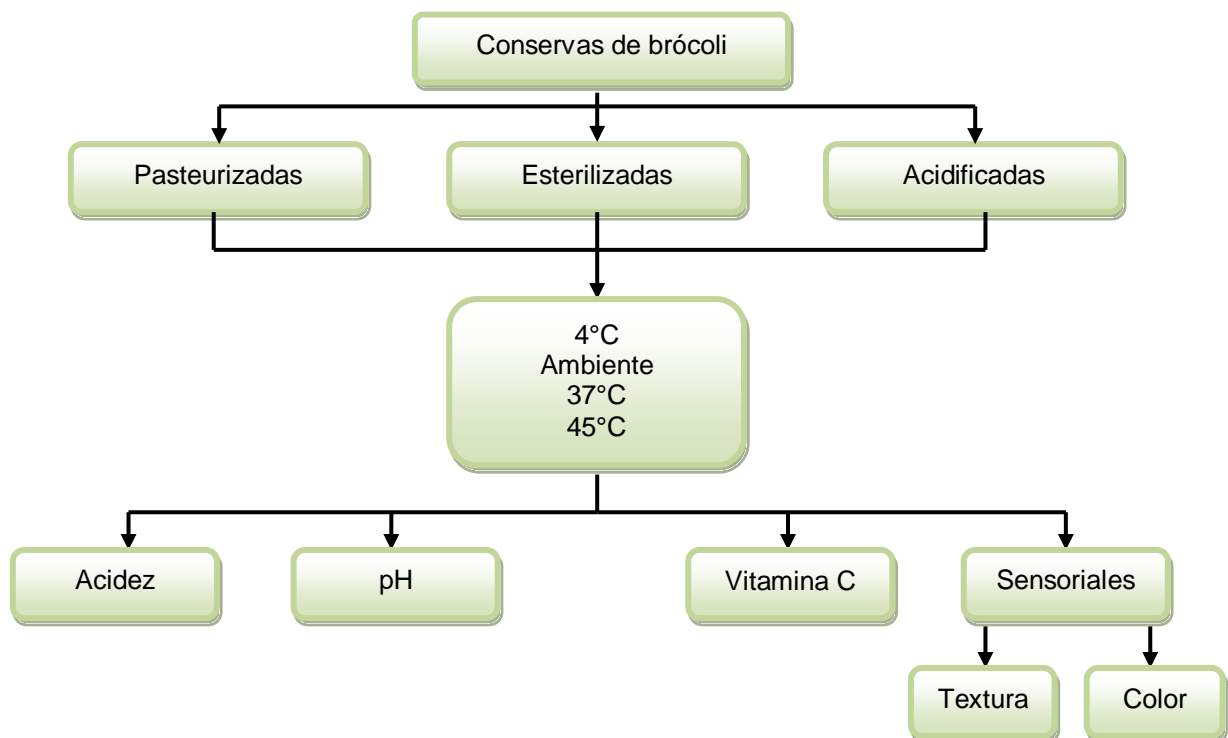 Conservas de brócoli
Pasteurizadas
Esterilizadas
Acidificadas
4°C
Ambiente
37°C
45°C
Acidez
pH
Vitamina C
Sensoriales
Textura
Color